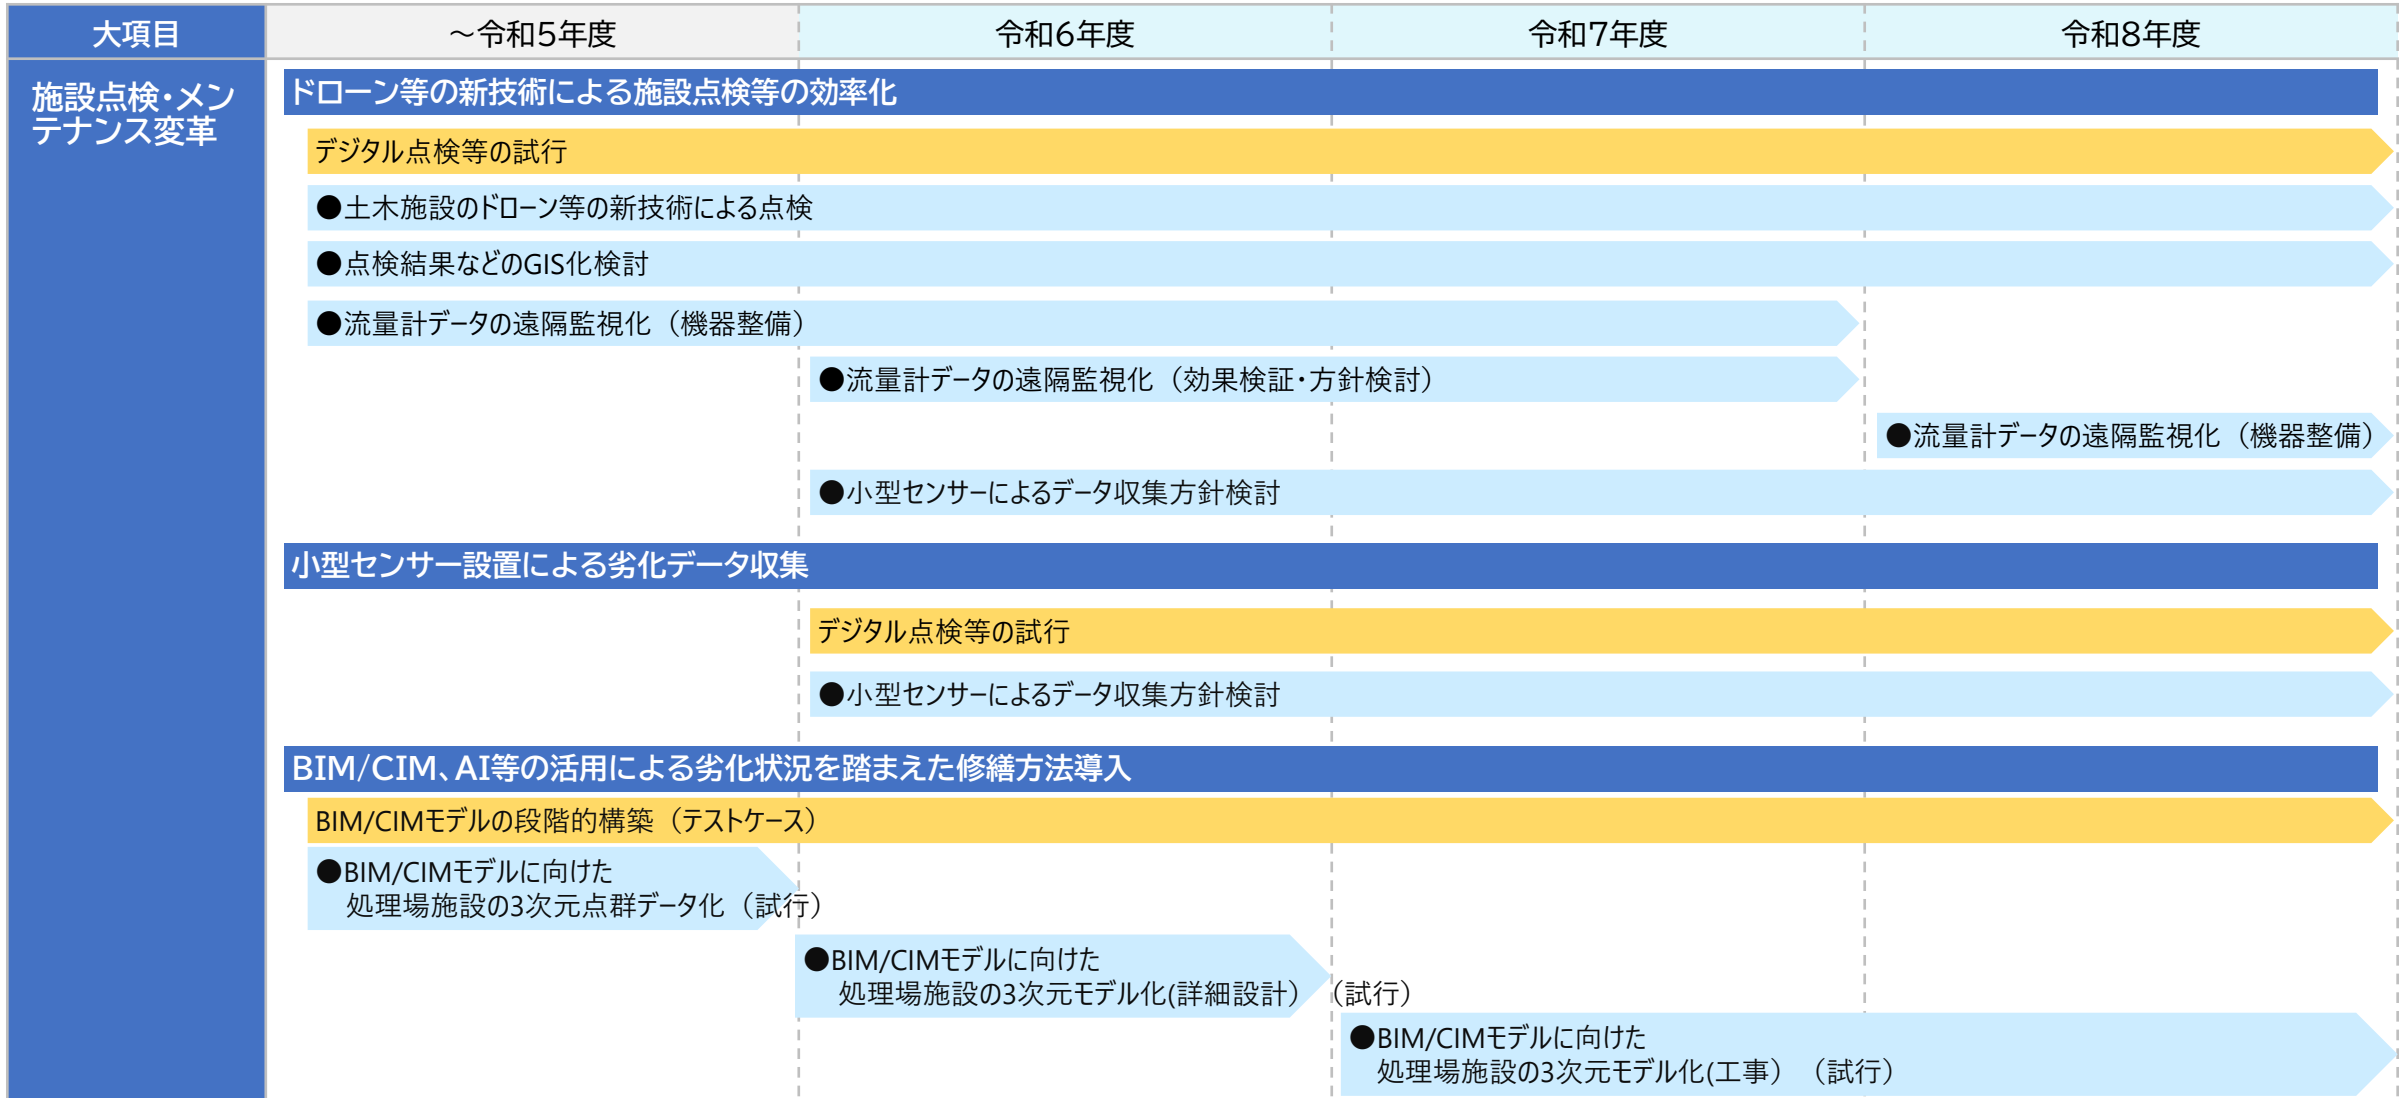 大項目
～令和5年度
令和6年度
令和7年度
令和8年度
施設点検・メン
テナンス変革
ドローン等の新技術による施設点検等の効率化
デジタル点検等の試行
●土木施設のドローン等の新技術による点検
●点検結果などのGIS化検討
●流量計データの遠隔監視化（機器整備）
●流量計データの遠隔監視化（効果検証・方針検討）
●流量計データの遠隔監視化（機器整備）
●小型センサーによるデータ収集方針検討
小型センサー設置による劣化データ収集
デジタル点検等の試行
●小型センサーによるデータ収集方針検討
BIM/CIM、AI等の活用による劣化状況を踏まえた修繕方法導入
BIM/CIMモデルの段階的構築（テストケース）
●BIM/CIMモデルに向けた
処理場施設の3次元点群データ化（試行）
●BIM/CIMモデルに向けた
処理場施設の3次元モデル化(詳細設計）（試行）
●BIM/CIMモデルに向けた
処理場施設の3次元モデル化(工事）（試行）